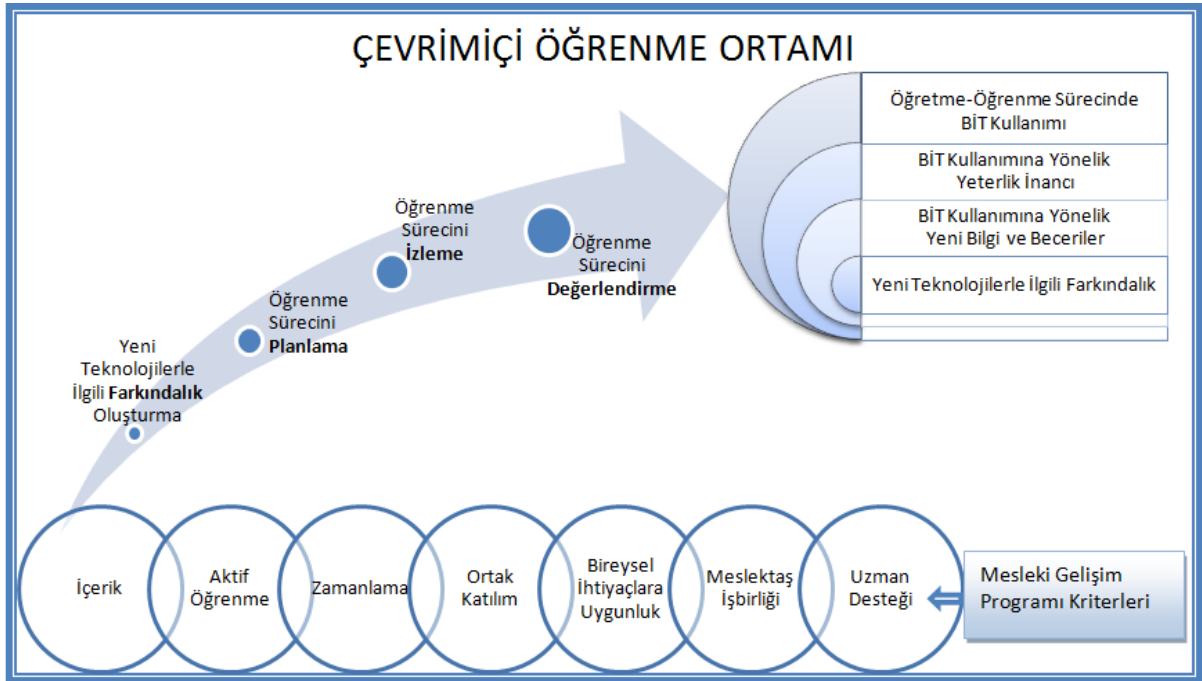 ÇEVRİMİÇİ ÖĞRENME ORTAMI
Öğretme-Öğrenme Sürecinde
BİT Kullanımı
BİT Kullanımına Yönelik
Yeterlik İnancı
BİT Kullanımına Yönelik
Yeni Bilgi ve Beceriler
Yeni Teknolojilerle İlgili Farkındalık
Yeni
Teknolojilerle
İlgili Farkındalık
Oluşturma
Öğrenme
Sürecini
Planlama
Öğrenme
Sürecini
İzleme
Öğrenme
Sürecini
Değerlendirme
İçerik
Aktif
Öğrenme
Zamanlama
Ortak
Katılım
Bireysel
İhtiyaçlara
Uygunluk
Meslektaş
İşbirliği
Uzman
Desteği
Mesleki Gelişim
Programı Kriterleri